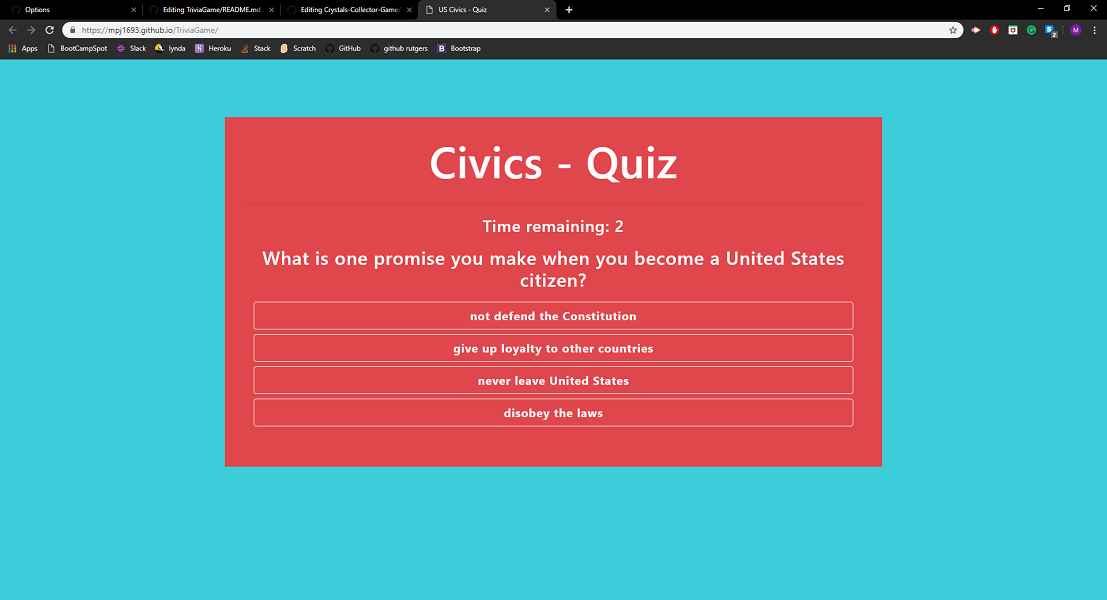 Options
Editing TriviaGame/README.md
Editing Crystals-Collector-Game/
US Civics - Quiz
https://mpj1693.github.io/TriviaGame/
M
2
Apps BootCampSpot Slack lynda Heroku Stack Scratch GitHub github rutgers B Bootstrap
Civics - Quiz
Time remaining: 2
What is one promise you make when you become a United States
citizen?
not defend the Constitution
give up loyalty to other countries
never leave United States
disobey the laws